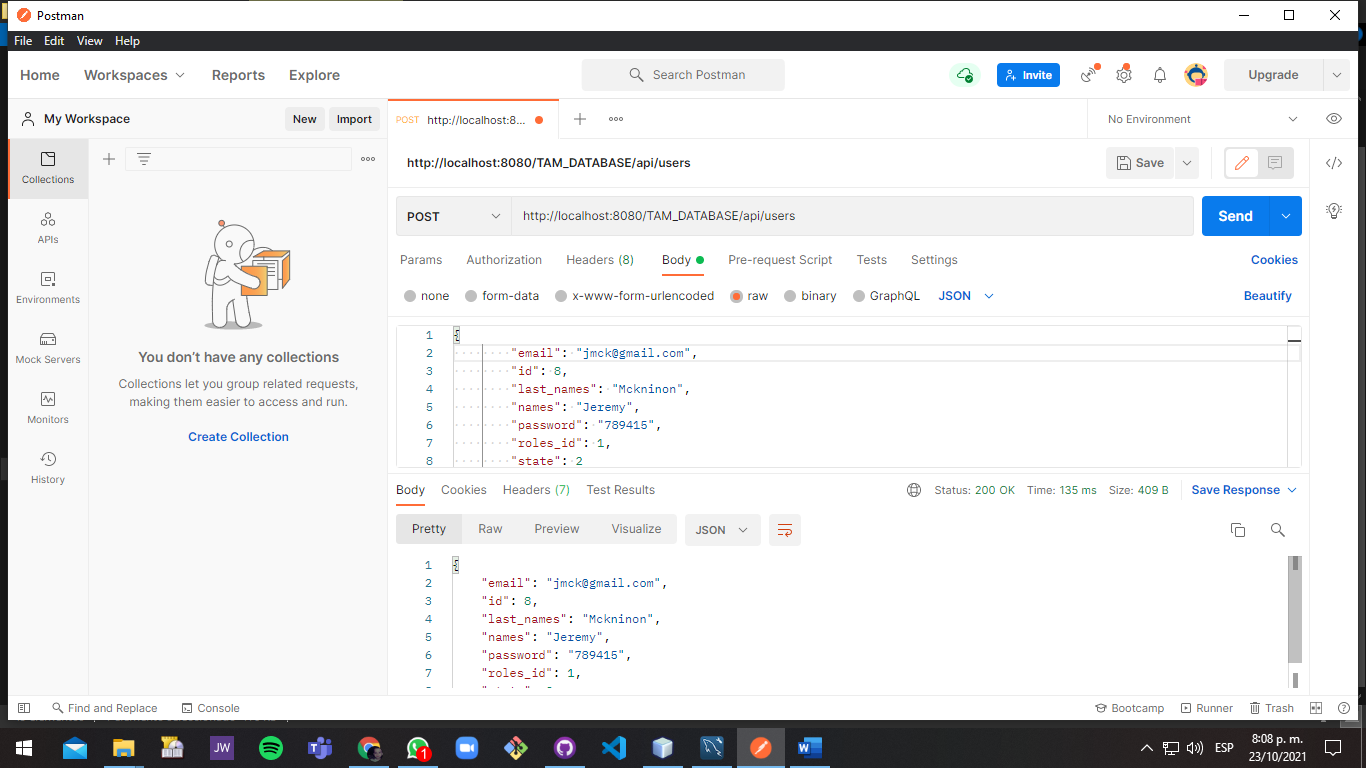 Postman
File Edit View Help
Home Workspaces Reports Explore Search Postman Invite Upgrade
My Workspace New Import POST http://localhost:8... No Environment
http://localhost:8080/TAM_DATABASE/api/users Save
Collections
APIs
Environments
Mock Servers
Monitors
History
You don't have any collections
Collections let you group related requests,
making them easier to access and run.
Create Collection
POST http://localhost:8080/TAM_DATABASE/api/users Send
Params Authorization Headers (8) Body Pre-request Script Tests Settings Cookies
none form-data x-www-form-urlencoded raw binary GraphQL JSON Beautify
1 {
2 "email": "jmck@gmail.com",
3 "id": 8,
4 "last_names": "Mckninon",
5 "names": "Jeremy",
6 "password": "789415",
7 "roles_id": 1,
8 "state": 2
Body Cookies Headers (7) Test Results Status: 200 OK Time: 135 ms Size: 409 B Save Response
Pretty Raw Preview Visualize JSON
1 {
2 "email": "jmck@gmail.com",
3 "id": 8,
4 "last_names": "Mckninon",
5 "names": "Jeremy",
6 "password": "789415",
7 "roles_id": 1,
Find and Replace Console Bootcamp Runner Trash
JW 1 ESP 8:08 p. m.
23/10/2021